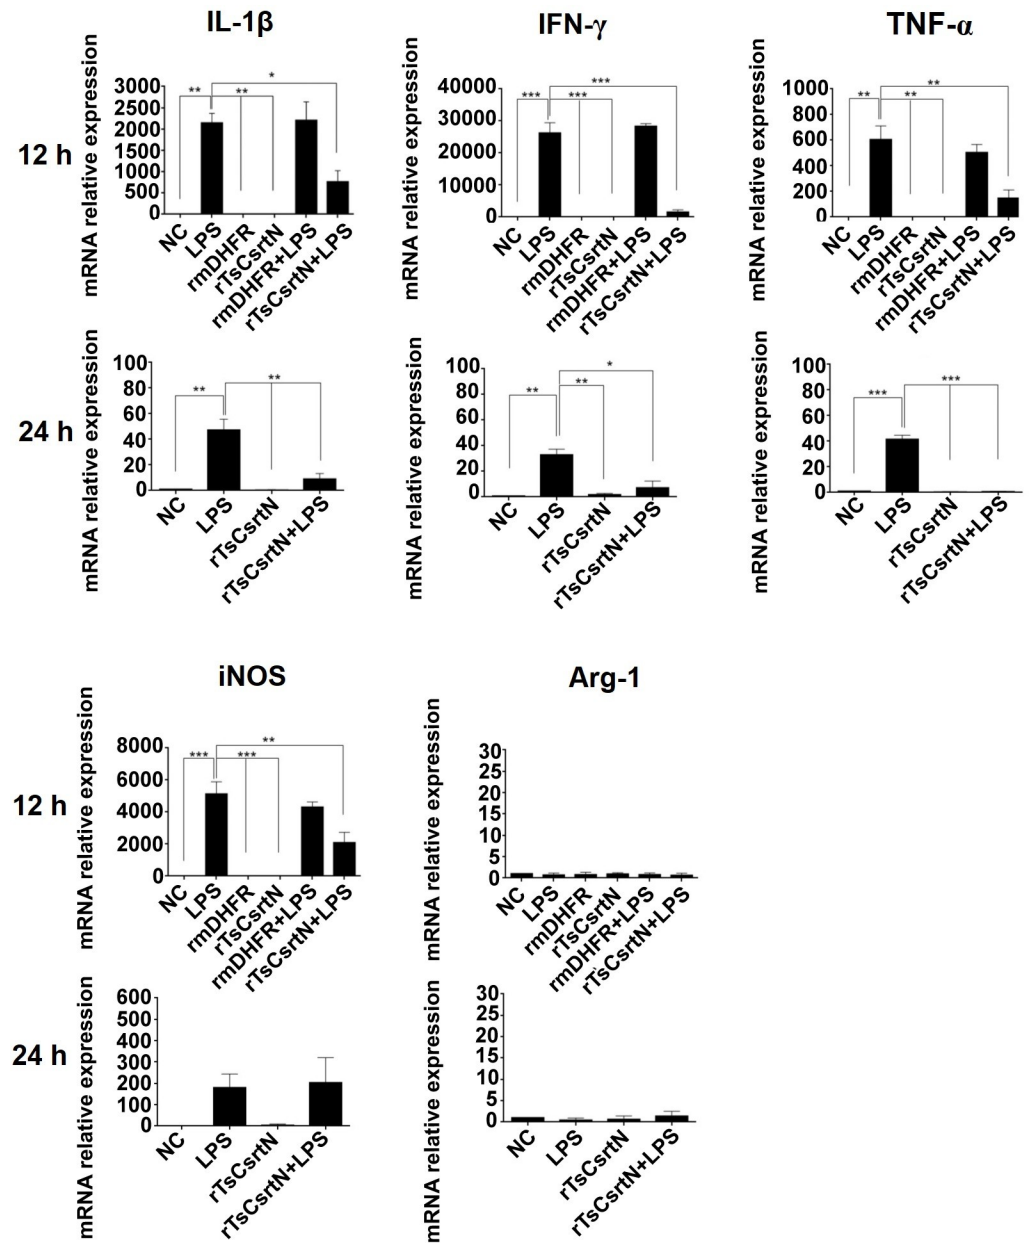 IL-1β
IFN-γ
TNF-α
12 h
mRNA relative expression
3000
2500
2000
1500
1000
500
0
** ** *
NC
LPS
rmDHFR
rTsCsrtN
rmDHFR+LPS
rTsCsrtN+LPS
mRNA relative expression
40000
30000
20000
10000
0
*** *** ***
NC
LPS
rmDHFR
rTsCsrtN
rmDHFR+LPS
rTsCsrtN+LPS
mRNA relative expression
1000
800
600
400
200
0
** ** **
NC
LPS
rmDHFR
rTsCsrtN
rmDHFR+LPS
rTsCsrtN+LPS
24 h
mRNA relative expression
100
80
60
40
20
0
** **
NC
LPS
rTsCsrtN
rTsCsrtN+LPS
mRNA relative expression
100
80
60
40
20
0
** ** *
NC
LPS
rTsCsrtN
rTsCsrtN+LPS
mRNA relative expression
100
80
60
40
20
0
*** ***
NC
LPS
rTsCsrtN
rTsCsrtN+LPS
iNOS
Arg-1
12 h
mRNA relative expression
8000
6000
4000
2000
0
*** *** **
NC
LPS
rmDHFR
rTsCsrtN
rmDHFR+LPS
rTsCsrtN+LPS
mRNA relative expression
30
25
20
15
10
5
0
NC
LPS
rmDHFR
rTsCsrtN
rmDHFR+LPS
rTsCsrtN+LPS
24 h
mRNA relative expression
600
500
400
300
200
100
0
NC
LPS
rTsCsrtN
rTsCsrtN+LPS
mRNA relative expression
30
25
20
15
10
5
0
NC
LPS
rTsCsrtN
rTsCsrtN+LPS